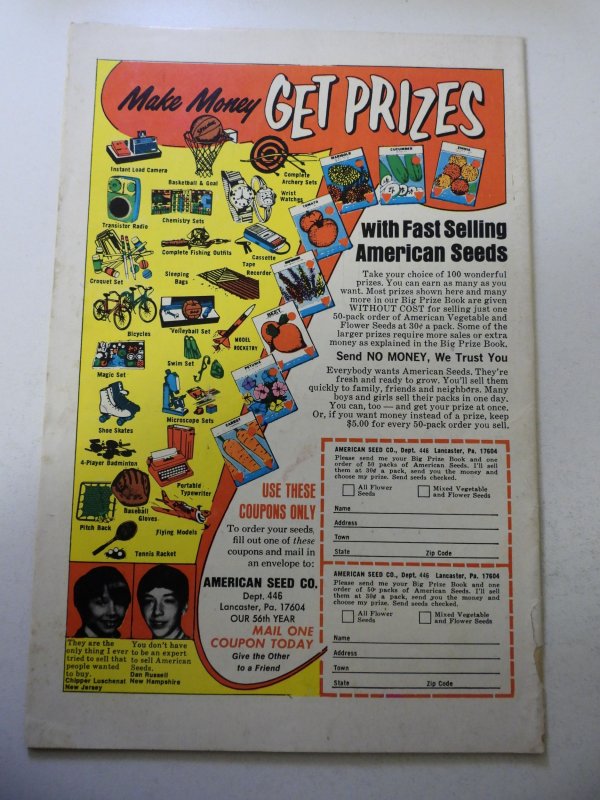 Make Money GET PRIZES
Instant Load Camera
Basketball & Goal
Complete
Archery Sets
Transistor Radio
Chemistry Sets
Wrist
Watches
Complete Fishing Outfits
Cassette
Tape
Recorder
Croquet Set
Sleeping
Bags
Bicycles
Volleyball Set
MODEL
ROCKETRY
Magic Set
Swim Set
Shoe Skates
Microscope Sets
4-Player Badminton
Portable
Typewriter
Baseball
Gloves
Pitch Back
Flying Models
Tennis Racket
MARIGOLD
CUCUMBER
ZINNIA
TOMATO
BEET
PETUNIA
CARROT
with Fast Selling
American Seeds
Take your choice of 100 wonderful
prizes. You can earn as many as you
want. Most prizes shown here and many
more in our Big Prize Book are given
WITHOUT COST for selling just one
50-pack order of American Vegetable and
Flower Seeds at 30¢ a pack. Some of the
larger prizes require more sales or extra
money as explained in the Big Prize Book.
Send NO MONEY, We Trust You
Everybody wants American Seeds. They're
fresh and ready to grow. You'll sell them
quickly to family, friends and neighbors. Many
boys and girls sell their packs in one day.
You can, too — and get your prize at once.
Or, if you want money instead of a prize, keep
$5.00 for every 50-pack order you sell.
USE THESE
COUPONS ONLY
To order your seeds,
fill out one of these
coupons and mail in
an envelope to:
AMERICAN SEED CO.
Dept. 446
Lancaster, Pa. 17604
OUR 56th YEAR
MAIL ONE
COUPON TODAY
Give the Other
to a Friend
AMERICAN SEED CO., Dept. 446 Lancaster, Pa. 17604
Please send me your Big Prize Book and one
order of 50 packs of American Seeds. I'll sell
them at 30¢ a pack, send you the money and
choose my prize. Send seeds checked.
All Flower
Seeds
Mixed Vegetable
and Flower Seeds
Name
Address
Town
State Zip Code
AMERICAN SEED CO., Dept. 446, Lancaster, Pa. 17604
Please send me your Big Prize Book and one
order of 50 packs of American Seeds. I'll sell
them at 30¢ a pack, send you the money and
choose my prize. Send seeds checked.
All Flower
Seeds
Mixed Vegetable
and Flower Seeds
Name
Address
Town
State Zip Code
They are the
only thing I ever
tried to sell that
people wanted
to buy.
Chipper Luschenat
New Jersey
You don't have
to be an expert
to sell American
Seeds.
Dan Russell
New Hampshire